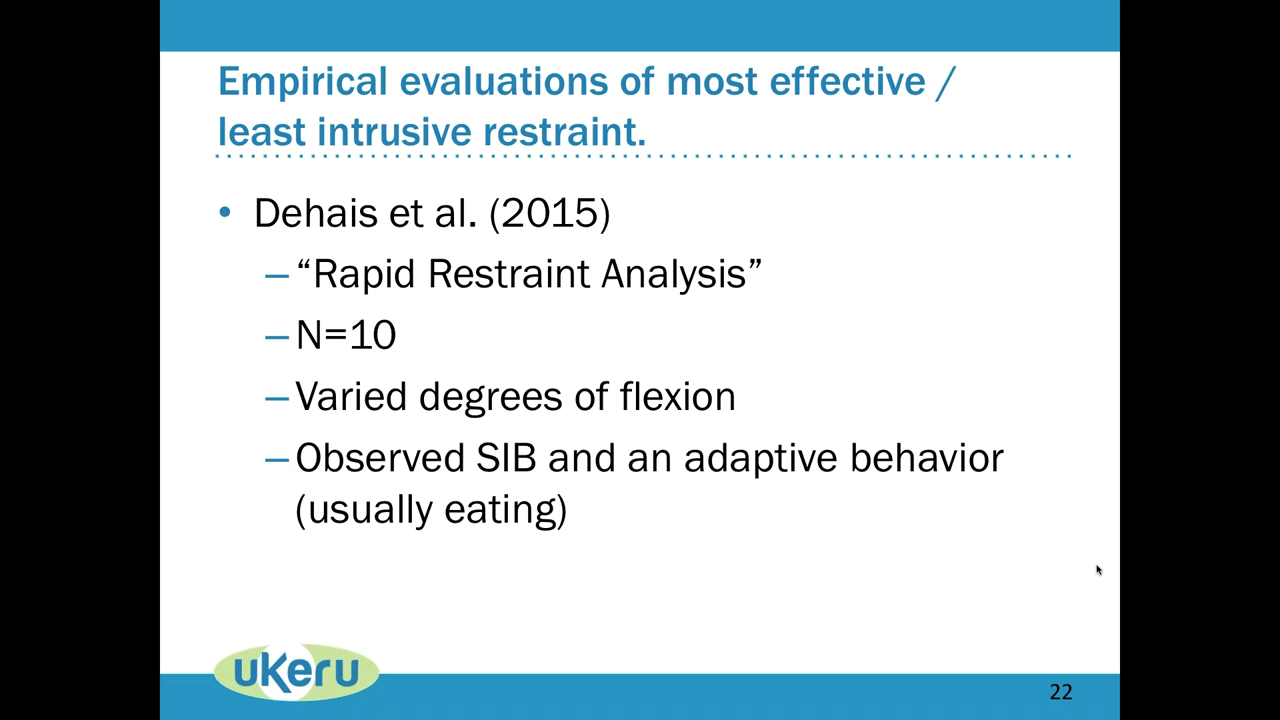 Empirical evaluations of most effective /
least intrusive restraint.
• Dehais et al. (2015)
– “Rapid Restraint Analysis”
– N=10
– Varied degrees of flexion
– Observed SIB and an adaptive behavior
(usually eating)
ukeru
22